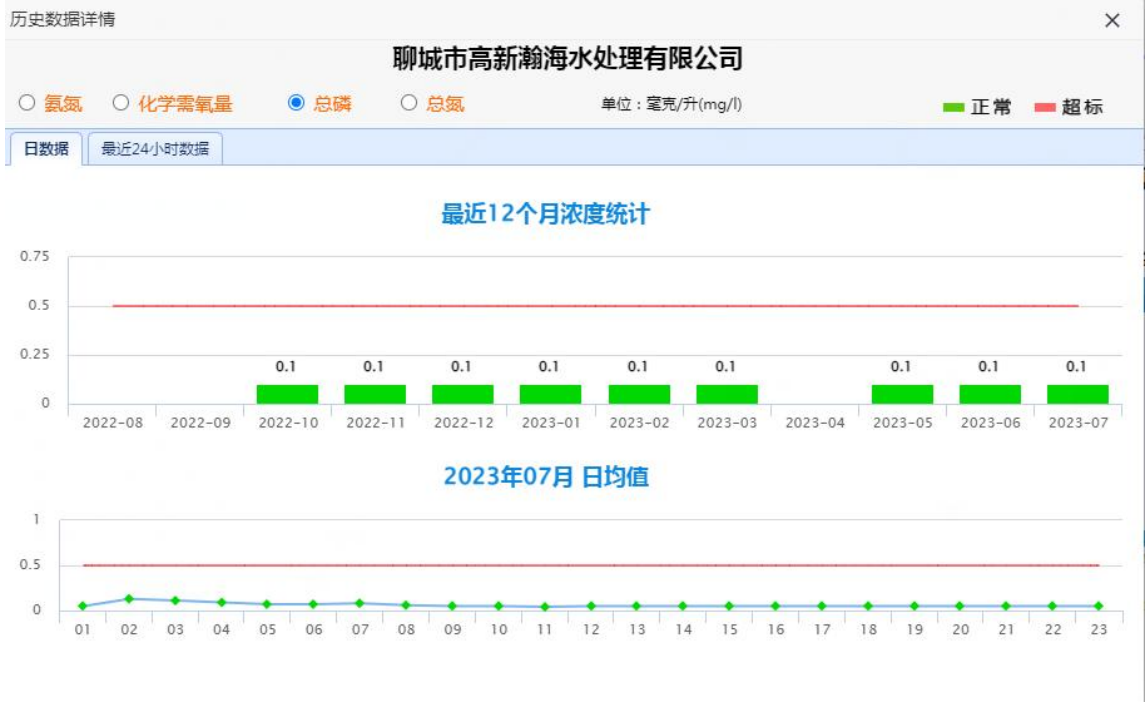 历史数据详情
聊城市高新瀚海水处理有限公司
氨氮 化学需氧量 总磷 总氮 单位：毫克/升(mg/l) 正常 超标
日数据 最近24小时数据
最近12个月浓度统计
0.75
0.5
0.25
0.1 0.1 0.1 0.1 0.1 0.1 0.1 0.1 0.1
0
2022-08 2022-09 2022-10 2022-11 2022-12 2023-01 2023-02 2023-03 2023-04 2023-05 2023-06 2023-07
2023年07月 日均值
1
0.5
0
01 02 03 04 05 06 07 08 09 10 11 12 13 14 15 16 17 18 19 20 21 22 23